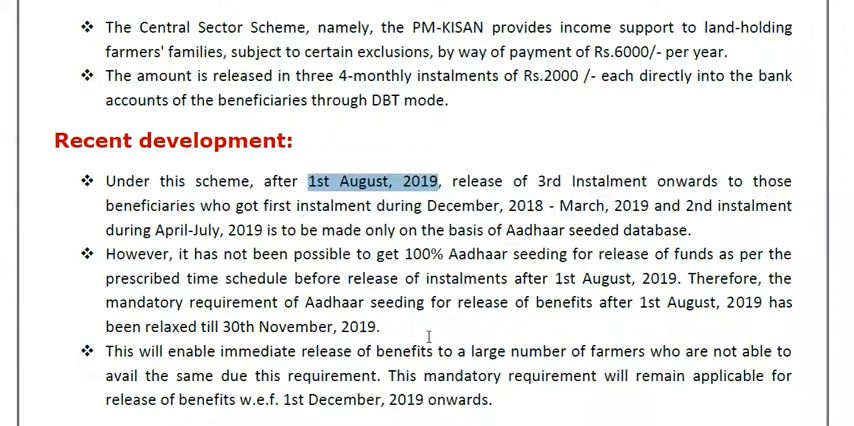 ❖ The Central Sector Scheme, namely, the PM-KISAN provides income support to land-holding
farmers' families, subject to certain exclusions, by way of payment of Rs.6000/- per year.
❖ The amount is released in three 4-monthly instalments of Rs.2000 /- each directly into the bank
accounts of the beneficiaries through DBT mode.
Recent development:
❖ Under this scheme, after 1st August, 2019, release of 3rd Instalment onwards to those
beneficiaries who got first instalment during December, 2018 - March, 2019 and 2nd instalment
during April-July, 2019 is to be made only on the basis of Aadhaar seeded database.
❖ However, it has not been possible to get 100% Aadhaar seeding for release of funds as per the
prescribed time schedule before release of instalments after 1st August, 2019. Therefore, the
mandatory requirement of Aadhaar seeding for release of benefits after 1st August, 2019 has
been relaxed till 30th November, 2019.
❖ This will enable immediate release of benefits to a large number of farmers who are not able to
avail the same due this requirement. This mandatory requirement will remain applicable for
release of benefits w.e.f. 1st December, 2019 onwards.